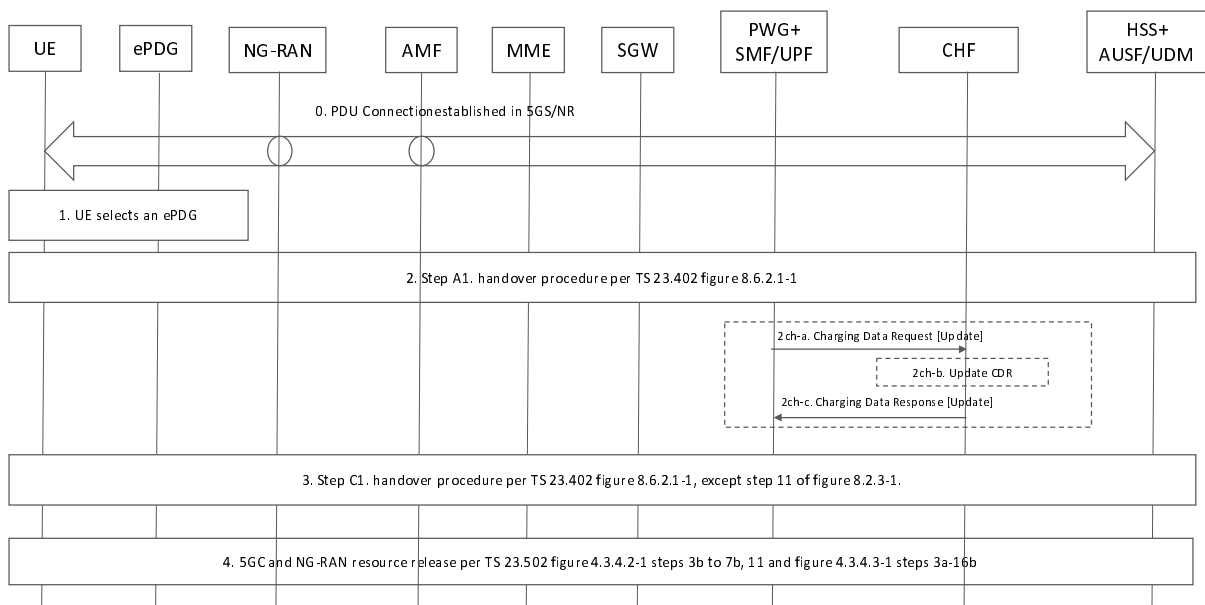 UE
ePDG
NG-RAN
AMF
MME
SGW
PWG+
SMF/UPF
CHF
HSS+
AUSF/UDM
0. PDU Connectionestablished in 5GS/NR
1. UE selects an ePDG
2. Step A1. handover procedure per TS 23.402 figure 8.6.2.1-1
2ch-a. Charging Data Request [Update]
2ch-b. Update CDR
2ch-c. Charging Data Response [Update]
3. Step C1. handover procedure per TS 23.402 figure 8.6.2.1-1, except step 11 of figure 8.2.3-1.
4. 5GC and NG-RAN resource release per TS 23.502 figure 4.3.4.2-1 steps 3b to 7b, 11 and figure 4.3.4.3-1 steps 3a-16b